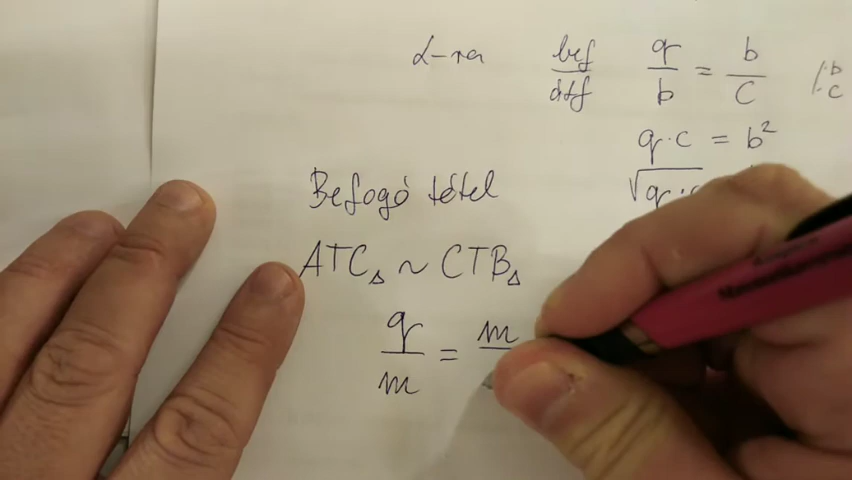 α-ra bef/átf q/b = b/c /·b ·c
q·c = b²
√q·c
Befogó tétel
ATC△ ~ CTB△
q/m = m